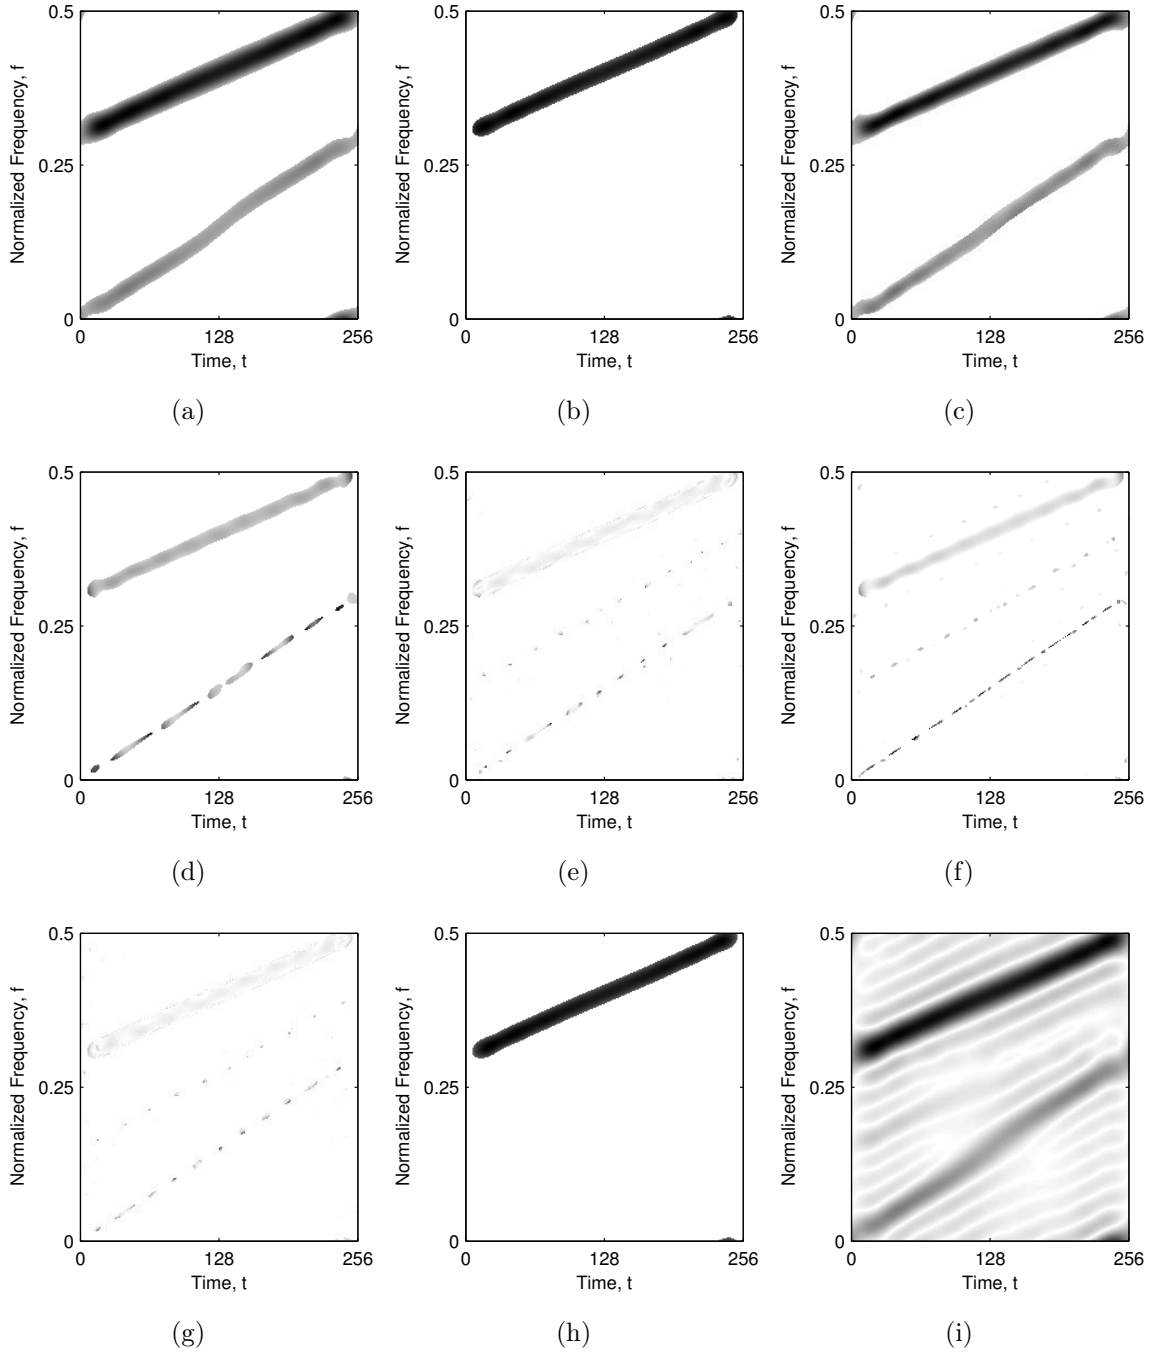 0.5 0.5 0.5
Normalized Frequency, f Normalized Frequency, f Normalized Frequency, f
0.25 0.25 0.25
0 0 0
0 128 256 0 128 256 0 128 256
Time, t Time, t Time, t
(a) (b) (c)
0.5 0.5 0.5
Normalized Frequency, f Normalized Frequency, f Normalized Frequency, f
0.25 0.25 0.25
0 0 0
0 128 256 0 128 256 0 128 256
Time, t Time, t Time, t
(d) (e) (f)
0.5 0.5 0.5
Normalized Frequency, f Normalized Frequency, f Normalized Frequency, f
0.25 0.25 0.25
0 0 0
0 128 256 0 128 256 0 128 256
Time, t Time, t Time, t
(g) (h) (i)